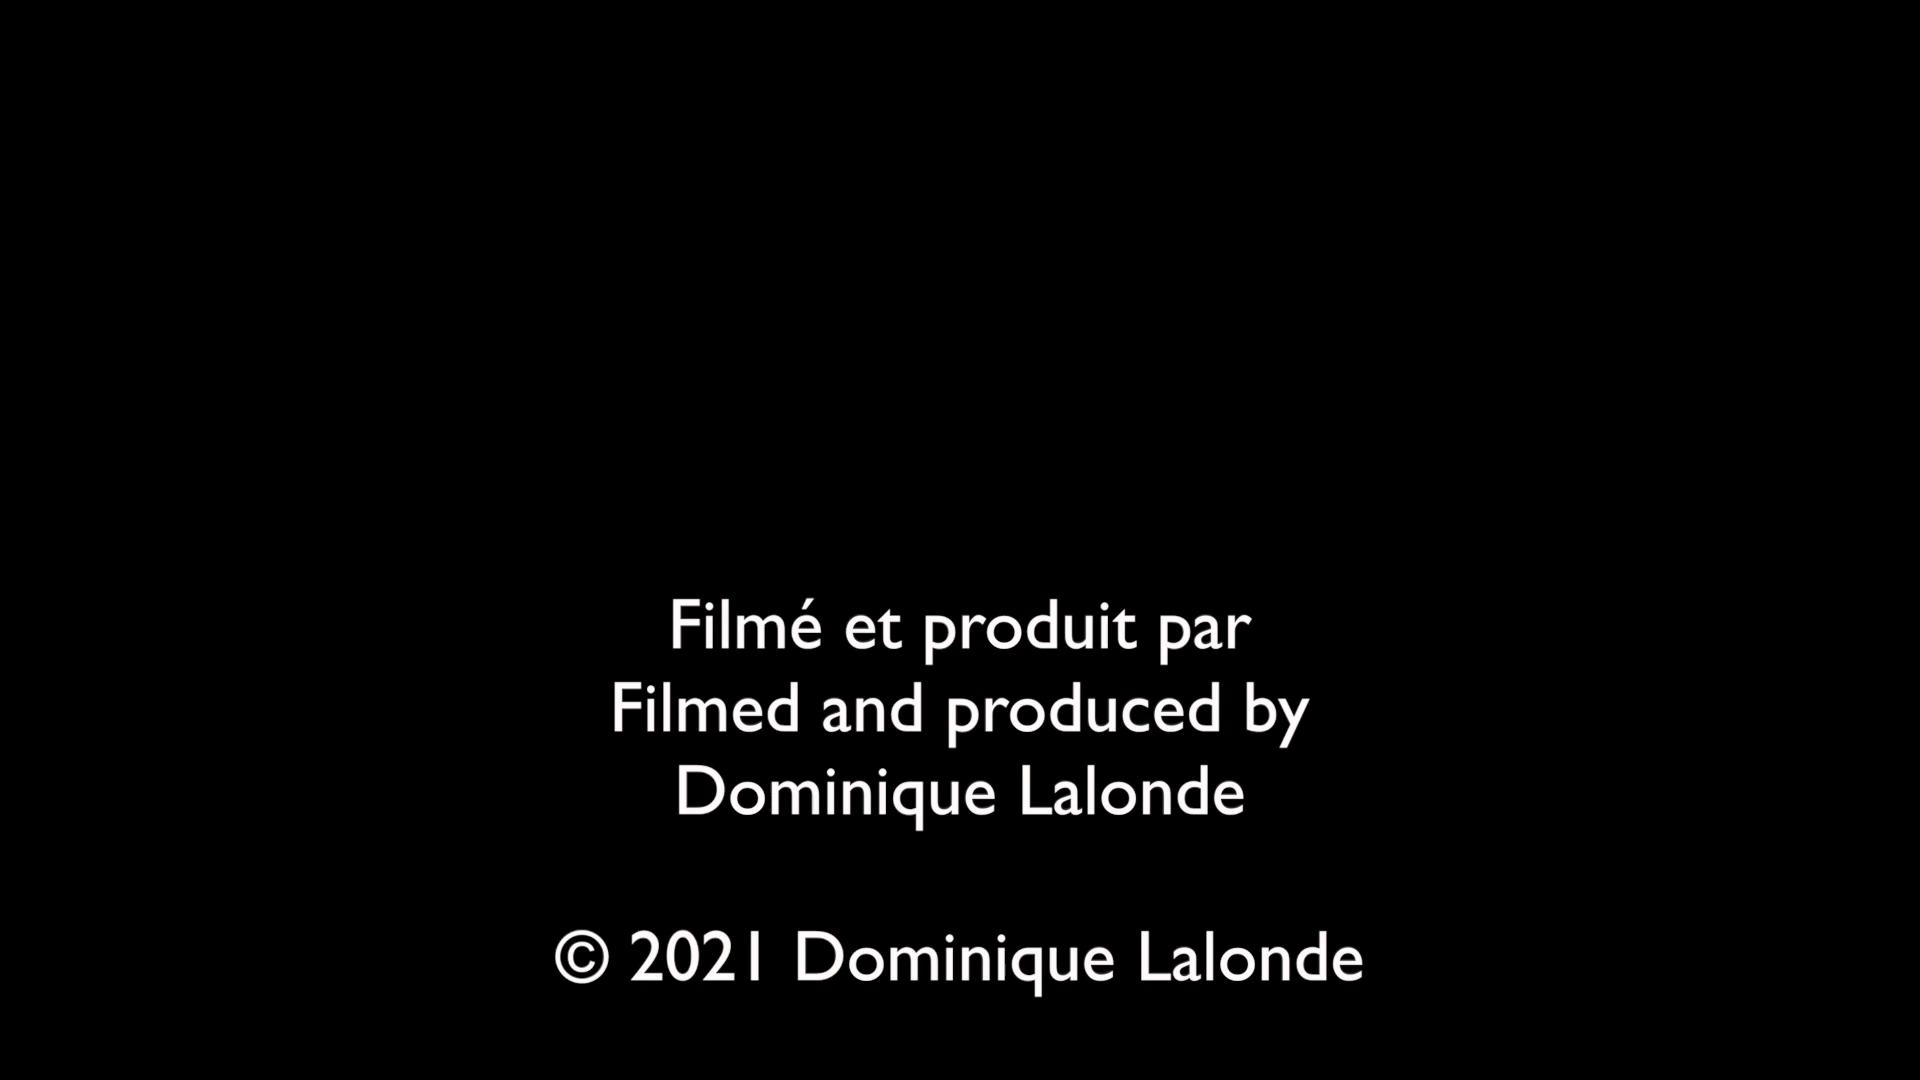 Filmé et produit par
Filmed and produced by
Dominique Lalonde
© 2021 Dominique Lalonde